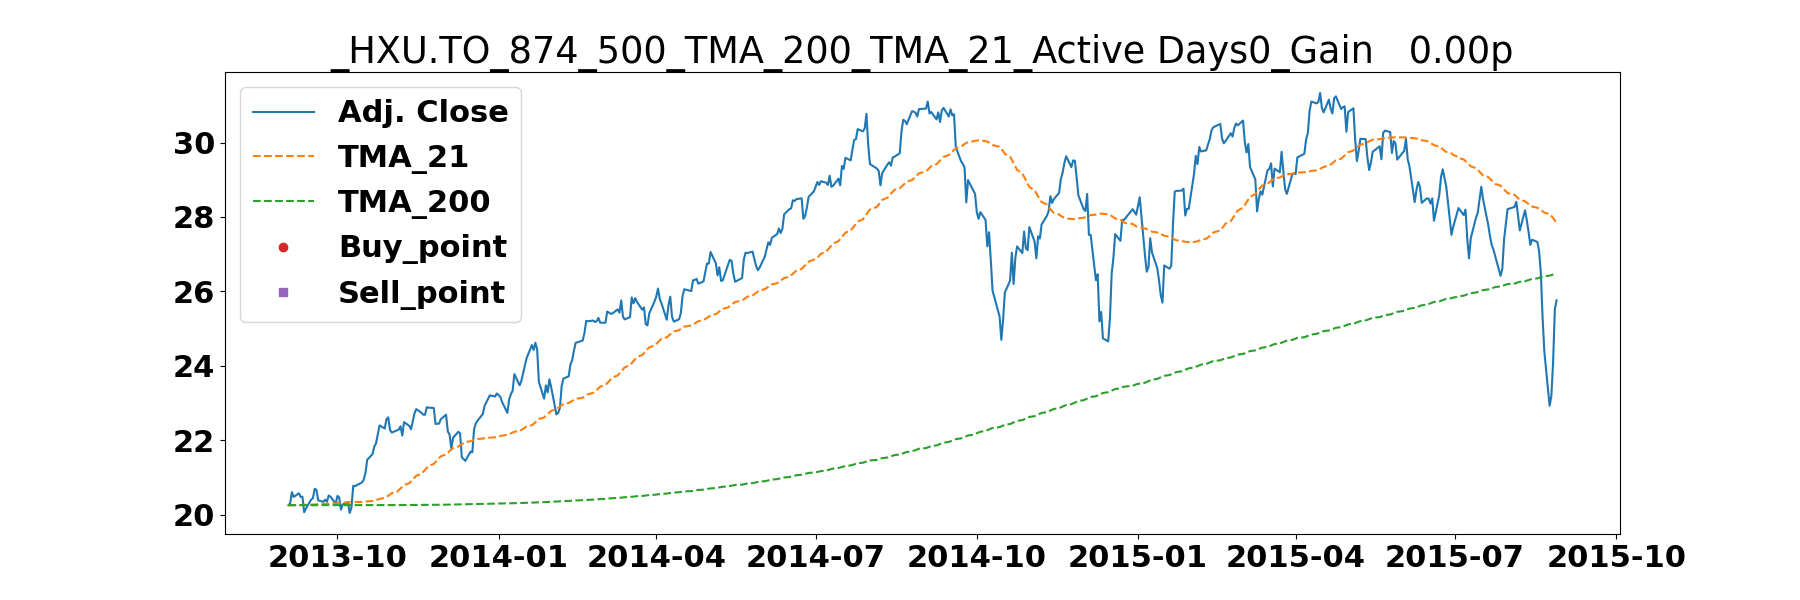 _HXU.TO_874_500_TMA_200_TMA_21_Active Days0_Gain   0.00p
Adj. Close
TMA_21
TMA_200
Buy_point
Sell_point
30
28
26
24
22
20
2013-10 2014-01 2014-04 2014-07 2014-10 2015-01 2015-04 2015-07 2015-10